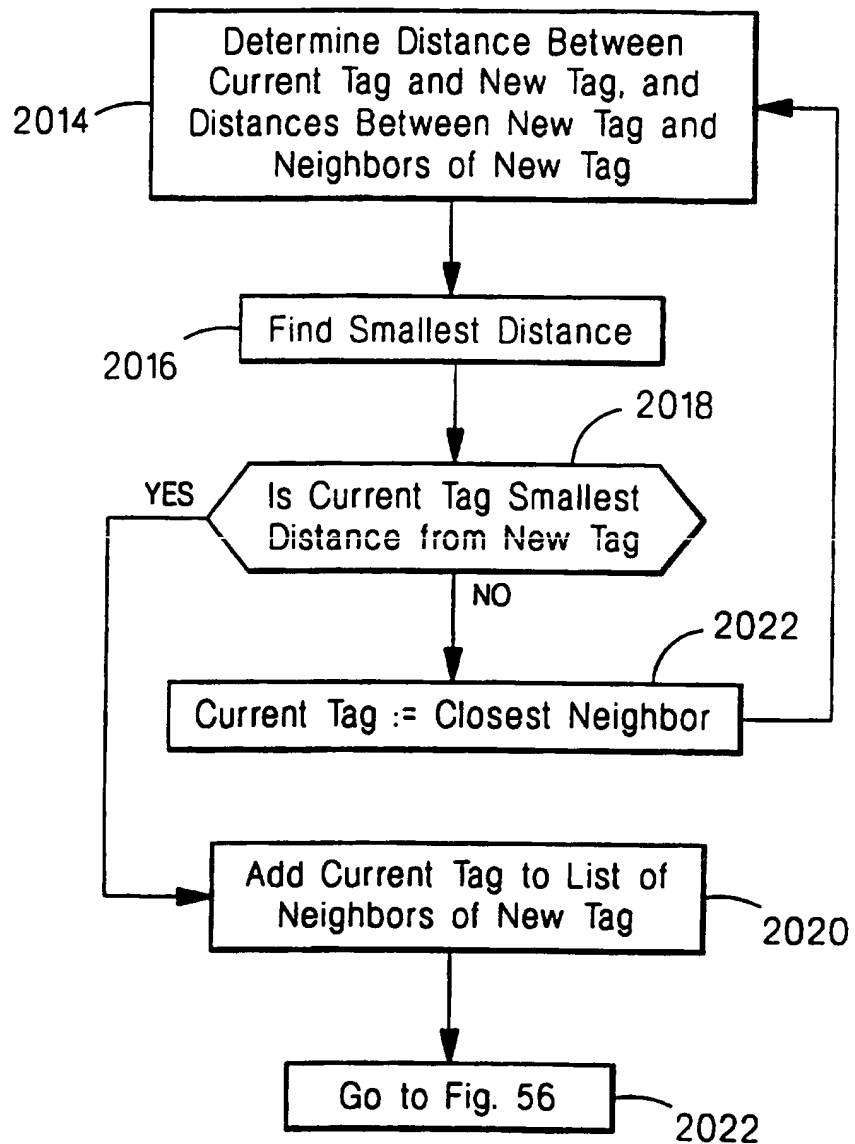 Determine Distance Between
Current Tag and New Tag, and
Distances Between New Tag and
Neighbors of New Tag
2014
Find Smallest Distance
2016
2018
YES
Is Current Tag Smallest
Distance from New Tag
NO
2022
Current Tag := Closest Neighbor
Add Current Tag to List of
Neighbors of New Tag
2020
Go to Fig. 56
2022